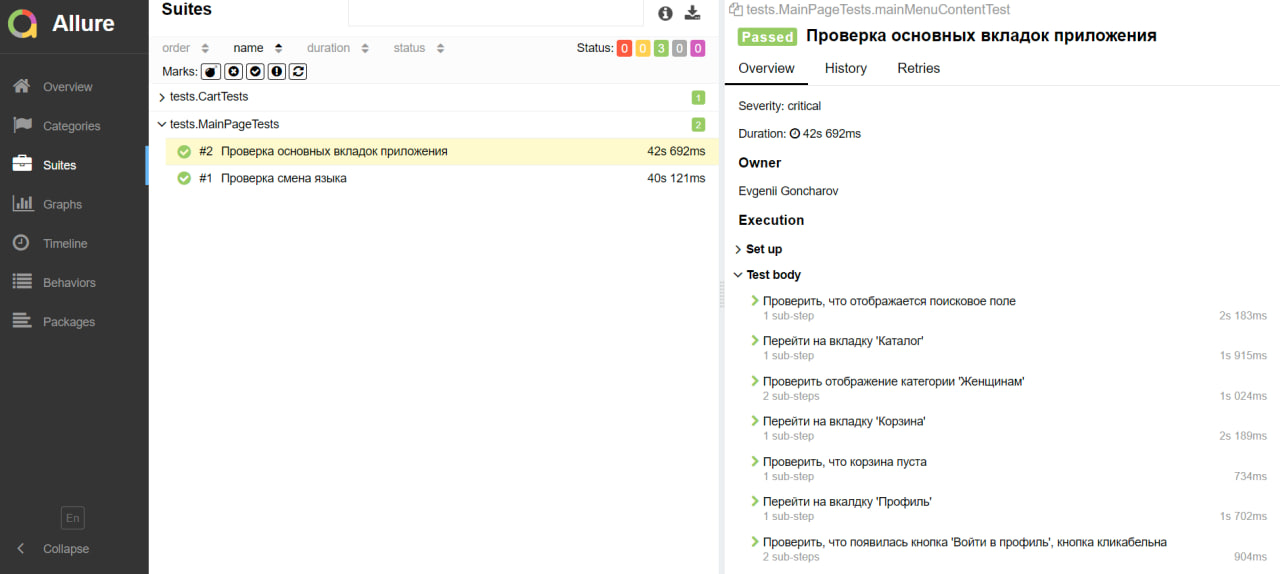 Allure
Overview
Categories
Suites
Graphs
Timeline
Behaviors
Packages
En
Collapse
Suites
order name duration status Status: 0 0 3 0 0
Marks:
tests.CartTests 1
tests.MainPageTests 2
#2 Проверка основных вкладок приложения 42s 692ms
#1 Проверка смена языка 40s 121ms
tests.MainPageTests.mainMenuContentTest
Passed Проверка основных вкладок приложения
Overview History Retries
Severity: critical
Duration: 42s 692ms
Owner
Evgenii Goncharov
Execution
Set up
Test body
Проверить, что отображается поисковое поле
1 sub-step 2s 183ms
Перейти на вкладку 'Каталог'
1 sub-step 1s 915ms
Проверить отображение категории 'Женщинам'
2 sub-steps 1s 024ms
Перейти на вкладку 'Корзина'
1 sub-step 2s 189ms
Проверить, что корзина пуста
1 sub-step 734ms
Перейти на вкалдку 'Профиль'
1 sub-step 1s 702ms
Проверить, что появилась кнопка 'Войти в профиль', кнопка кликабельна
2 sub-steps 904ms